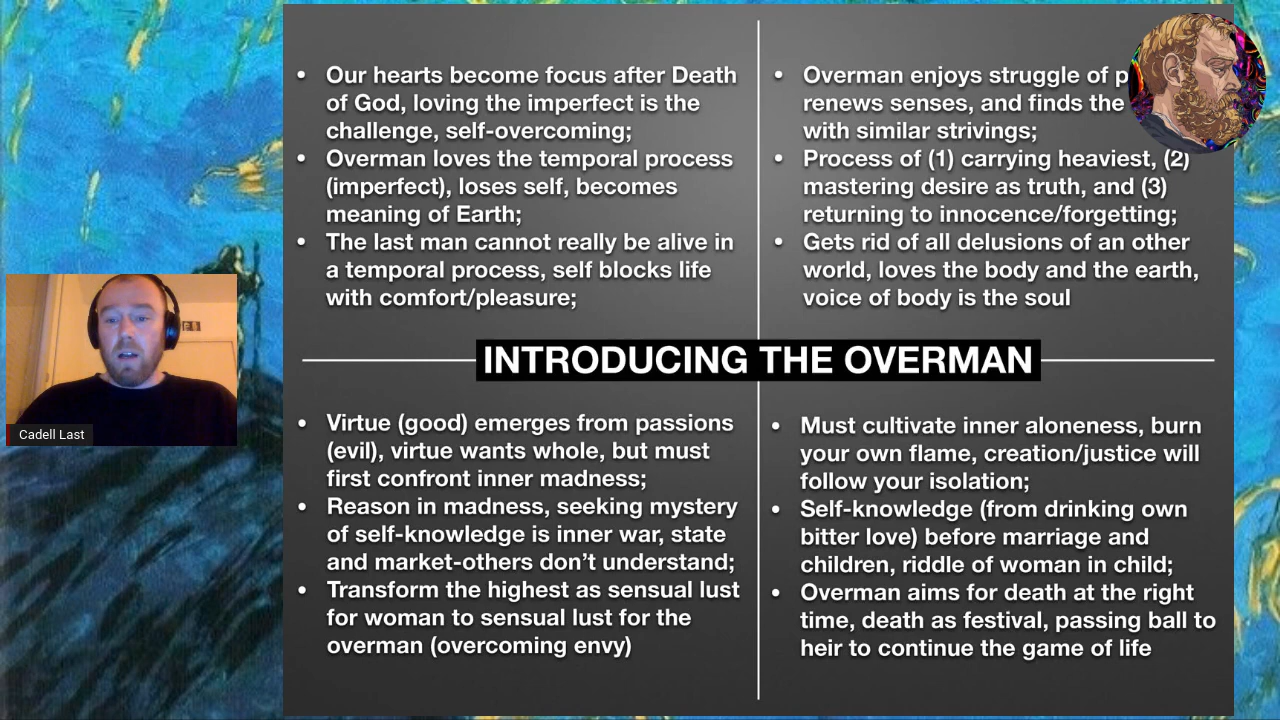 • Our hearts become focus after Death
of God, loving the imperfect is the
challenge, self-overcoming;
• Overman loves the temporal process
(imperfect), loses self, becomes
meaning of Earth;
• The last man cannot really be alive in
a temporal process, self blocks life
with comfort/pleasure;
• Overman enjoys struggle of
renews senses, and finds the
with similar strivings;
• Process of (1) carrying heaviest, (2)
mastering desire as truth, and (3)
returning to innocence/forgetting;
• Gets rid of all delusions of an other
world, loves the body and the earth,
voice of body is the soul
INTRODUCING THE OVERMAN
• Virtue (good) emerges from passions
(evil), virtue wants whole, but must
first confront inner madness;
• Reason in madness, seeking mystery
of self-knowledge is inner war, state
and market-others don’t understand;
• Transform the highest as sensual lust
for woman to sensual lust for the
overman (overcoming envy)
• Must cultivate inner aloneness, burn
your own flame, creation/justice will
follow your isolation;
• Self-knowledge (from drinking own
bitter love) before marriage and
children, riddle of woman in child;
• Overman aims for death at the right
time, death as festival, passing ball to
heir to continue the game of life
Cadell Last